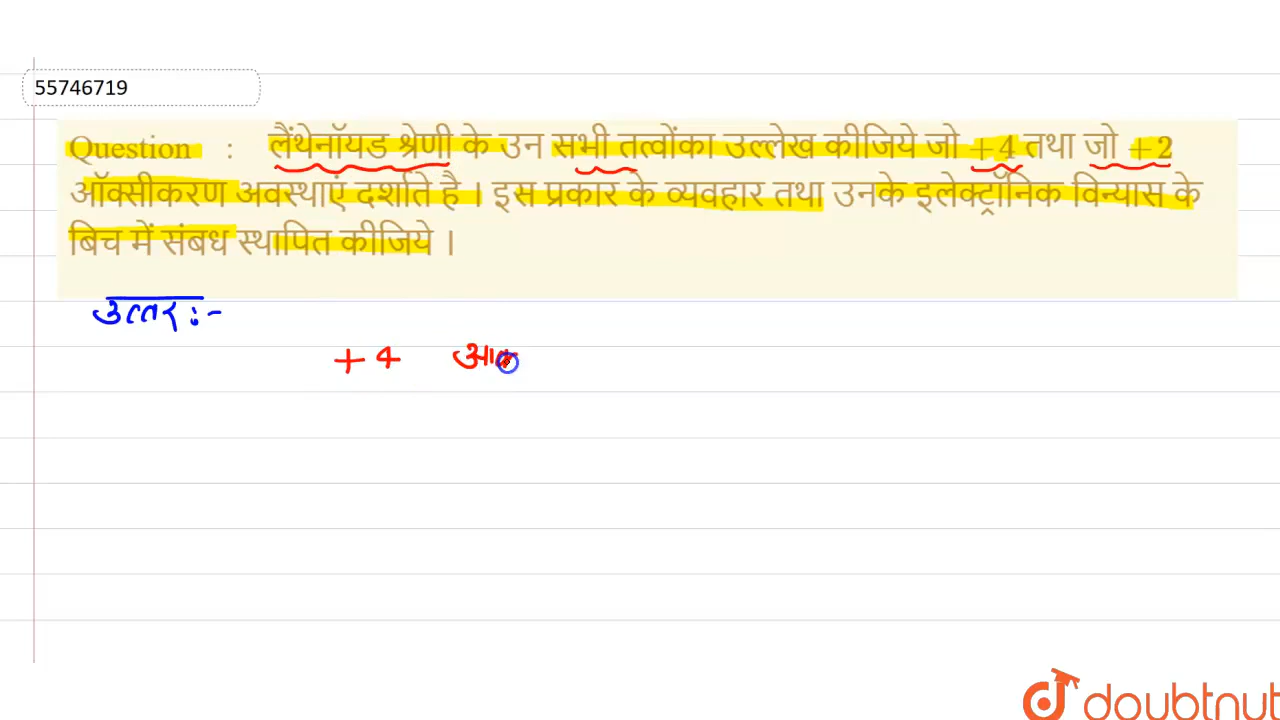 55746719
Question : लैंथेनॉयड श्रेणी के उन सभी तत्वोंका उल्लेख कीजिये जो +4 तथा जो +2
ऑक्सीकरण अवस्थाएं दर्शाते है । इस प्रकार के व्यवहार तथा उनके इलेक्ट्रॉनिक विन्यास के
बिच में संबध स्थापित कीजिये ।
उत्तर :-
+4
doubtnut